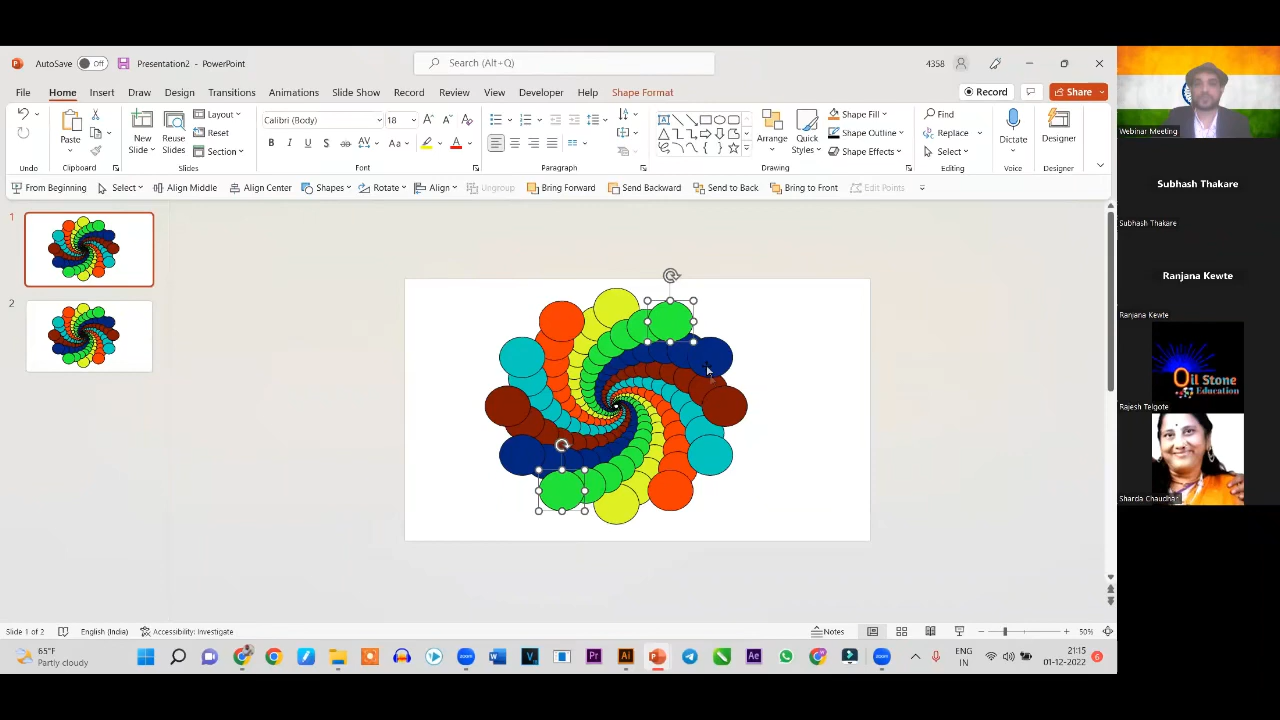 AutoSave Off Presentation2 - PowerPoint Search (Alt+Q) 4358
File Home Insert Draw Design Transitions Animations Slide Show Record Review View Developer Help Shape Format Record Share
Paste New Slide Reuse Slides Layout Reset Section Calibri (Body) 18 Arrange Quick Styles Shape Fill Shape Outline Shape Effects Find Replace Select Dictate Designer
Undo Clipboard Slides Font Paragraph Drawing Editing Voice Designer
From Beginning Select Align Middle Align Center Shapes Rotate Align Ungroup Bring Forward Send Backward Send to Back Bring to Front Edit Points
1
2
Slide 1 of 2 English (India) Accessibility: Investigate Notes 50%
65°F
Partly cloudy
ENG
IN
21:15
01-12-2022
6
Webinar Meeting
Subhash Thakare
Subhash Thakare
Ranjana Kewte
Ranjana Kewte
Oil Stone
Education
Rajesh Telgote
Sharda Chaudhar